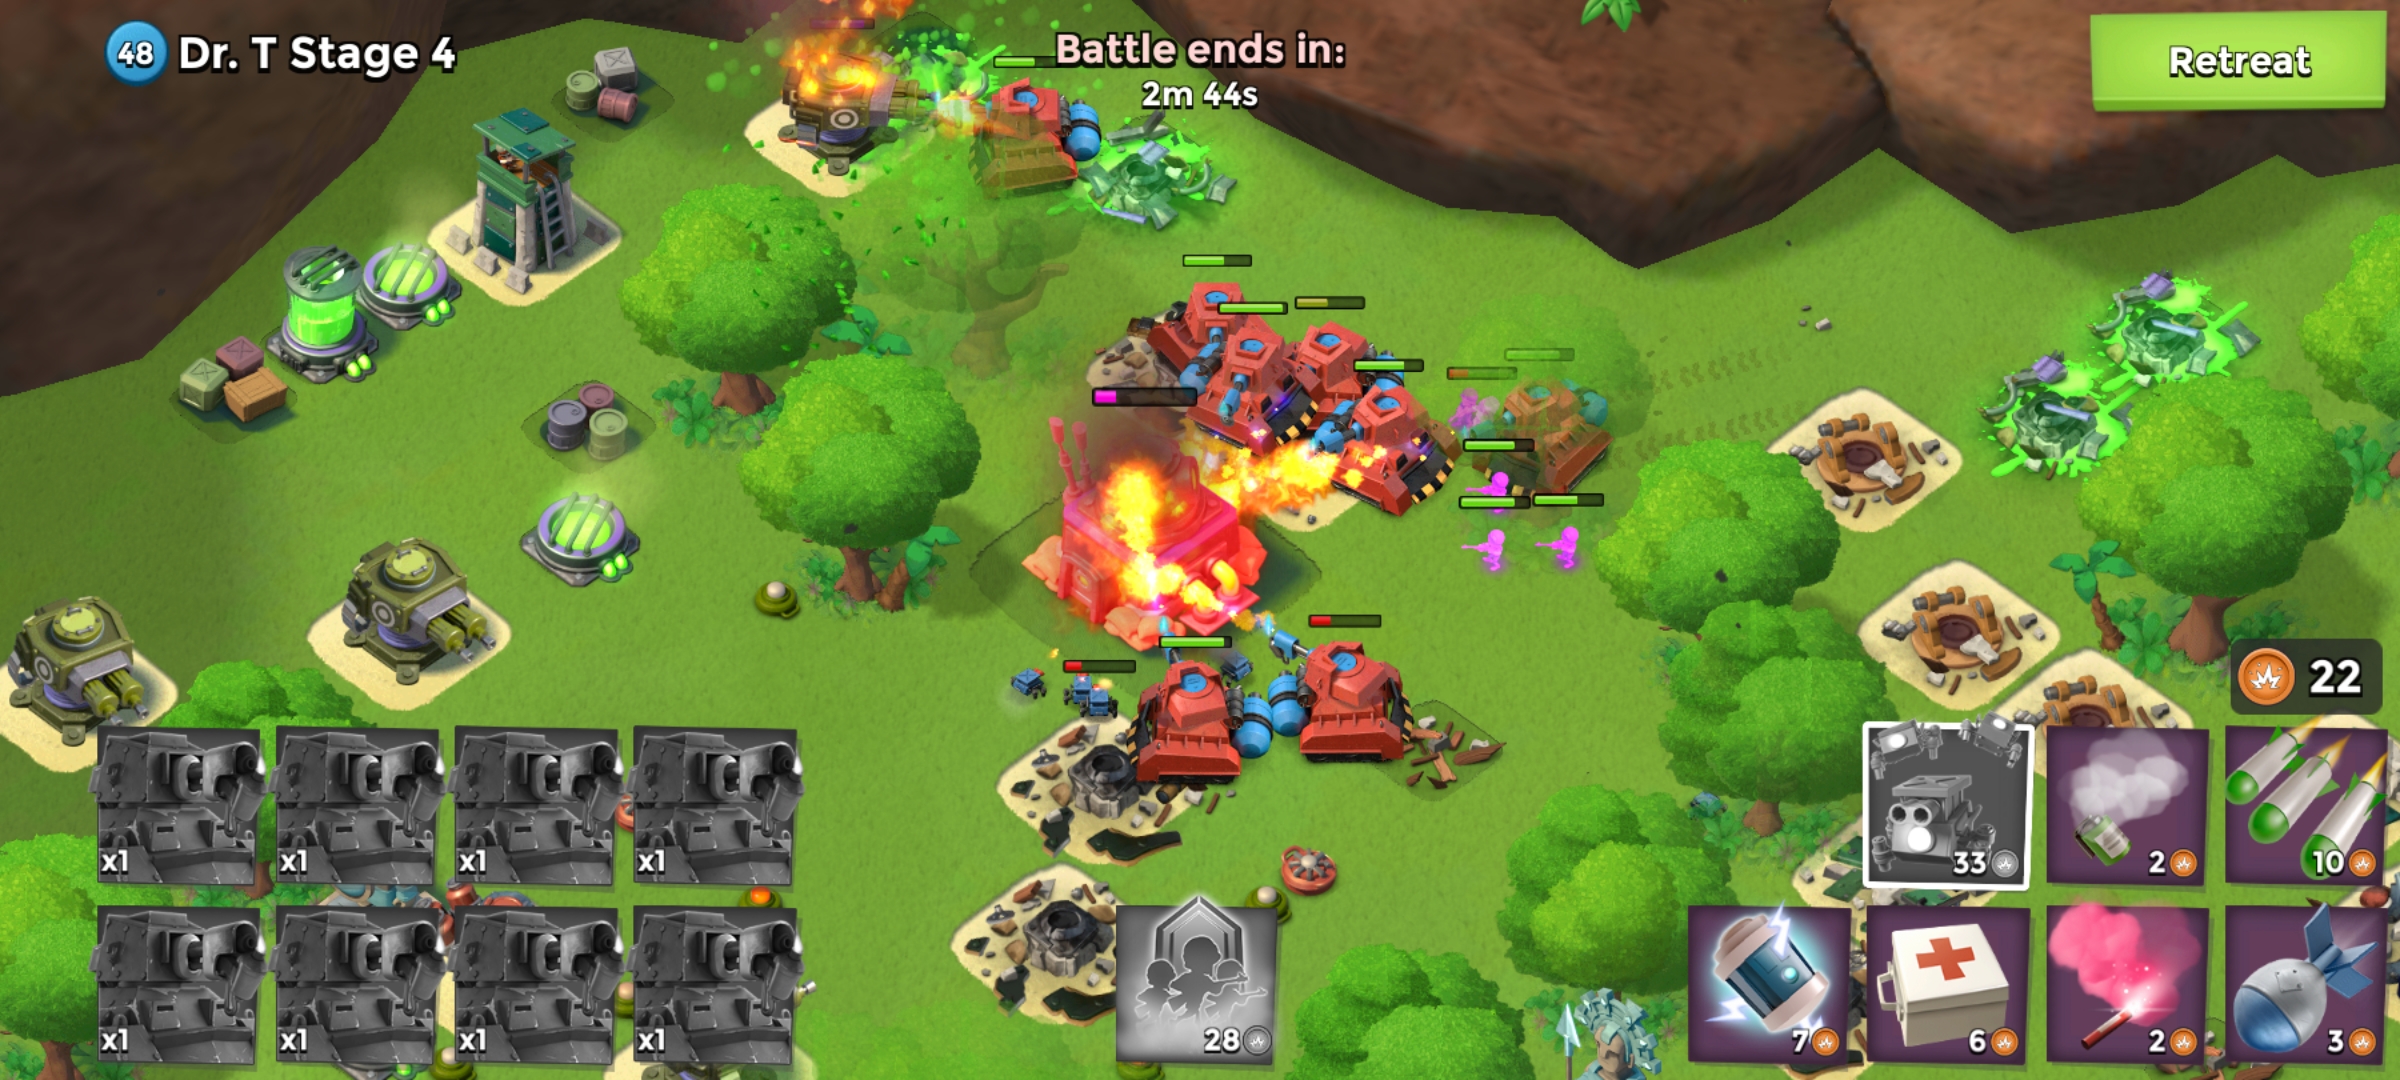 48 Dr. T Stage 4
Battle ends in:
2m 44s
Retreat
22
x1 x1 x1 x1
33 2 10
x1 x1 x1 x1
28
7 6 2 3